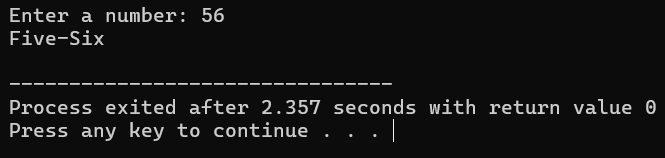 Enter a number: 56
Five-Six
--------------------------------
Process exited after 2.357 seconds with return value 0
Press any key to continue . . .